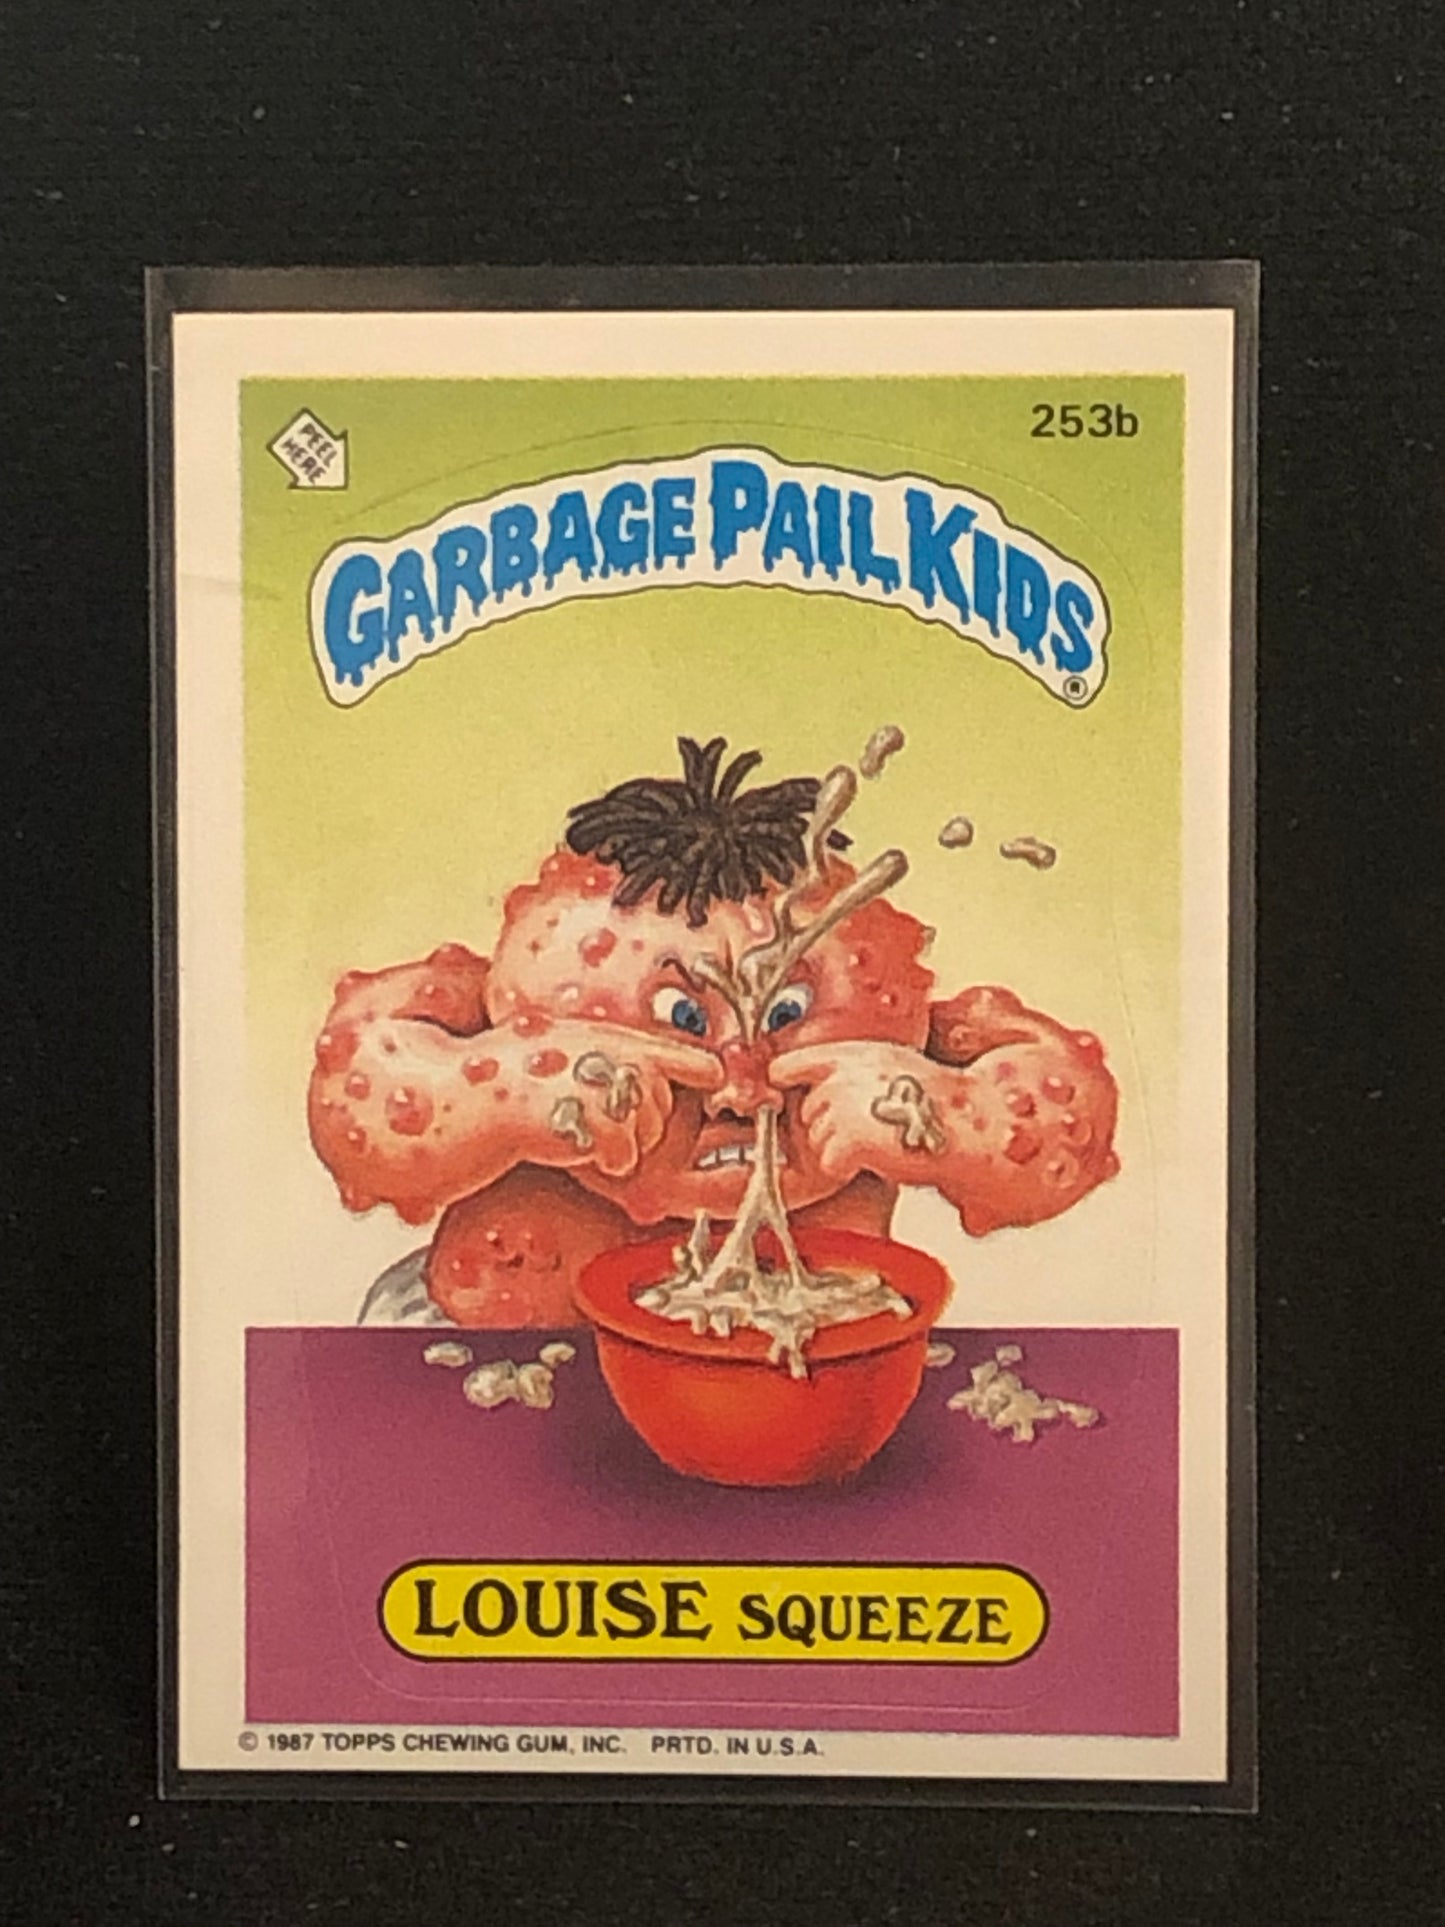 PEEL
HERE
253b
GARBAGE PAIL KIDS
®
LOUISE SQUEEZE
© 1987 TOPPS CHEWING GUM, INC. PRTD. IN U.S.A.